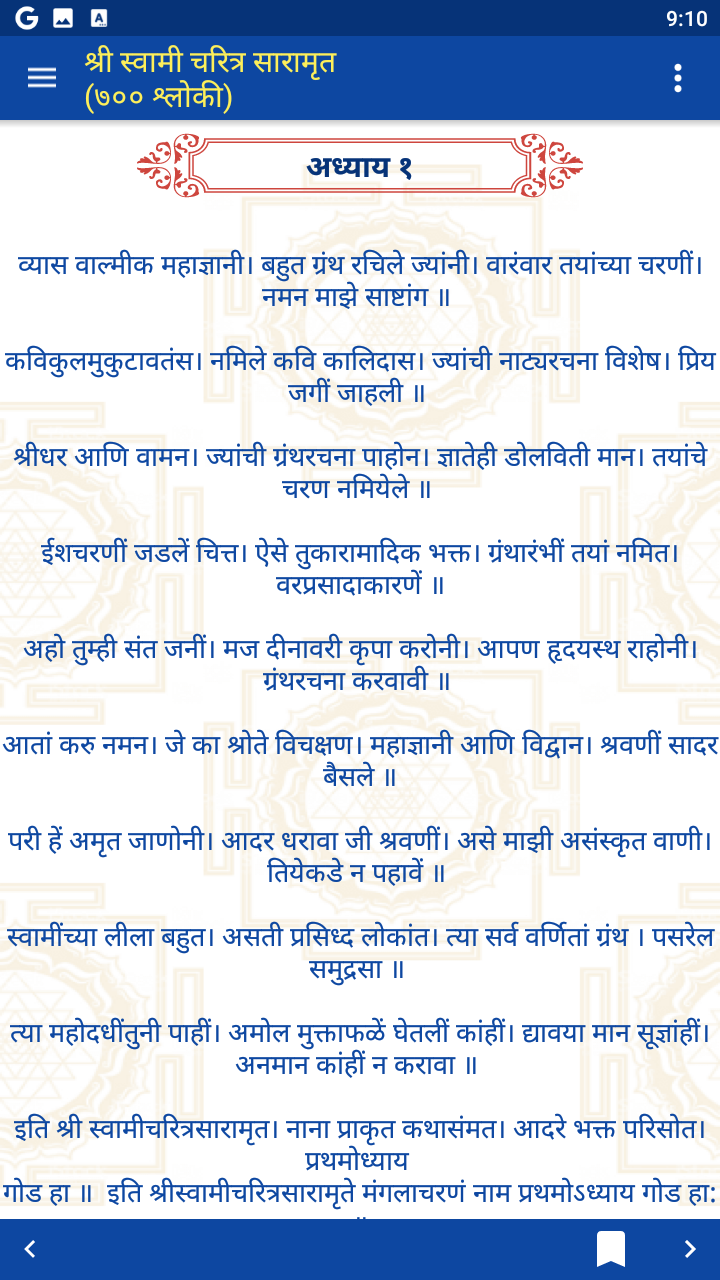 9:10
श्री स्वामी चरित्र सारामृत
(७०० श्लोकी)
अध्याय १
व्यास वाल्मीक महाज्ञानी। बहुत ग्रंथ रचिले ज्यांनी। वारंवार तयांच्या चरणीं।
नमन माझे साष्टांग ॥
कविकुलमुकुटावतंस। नमिले कवि कालिदास। ज्यांची नाट्यरचना विशेष। प्रिय
जगीं जाहली ॥
श्रीधर आणि वामन। ज्यांची ग्रंथरचना पाहोन। ज्ञातेही डोलविती मान। तयांचे
चरण नमियेले ॥
ईशचरणीं जडलें चित्त। ऐसे तुकारामादिक भक्त। ग्रंथारंभीं तयां नमित।
वरप्रसादाकारणें ॥
अहो तुम्ही संत जनीं। मज दीनावरी कृपा करोनी। आपण हृदयस्थ राहोनी।
ग्रंथरचना करवावी ॥
आतां करु नमन। जे का श्रोते विचक्षण। महाज्ञानी आणि विद्वान। श्रवणीं सादर
बैसले ॥
परी हें अमृत जाणोनी। आदर धरावा जी श्रवणीं। असे माझी असंस्कृत वाणी।
तियेकडे न पहावें ॥
स्वामींच्या लीला बहुत। असती प्रसिध्द लोकांत। त्या सर्व वर्णितां ग्रंथ । पसरेल
समुद्रसा ॥
त्या महोदधींतुनी पाहीं। अमोल मुक्ताफळें घेतलीं कांहीं। द्यावया मान सूज्ञांहीं।
अनमान कांहीं न करावा ॥
इति श्री स्वामीचरित्रसारामृत। नाना प्राकृत कथासंमत। आदरे भक्त परिसोत।
प्रथमोध्याय
गोड हा ॥ इति श्रीस्वामीचरित्रसारामृते मंगलाचरणं नाम प्रथमोऽध्याय गोड हा: